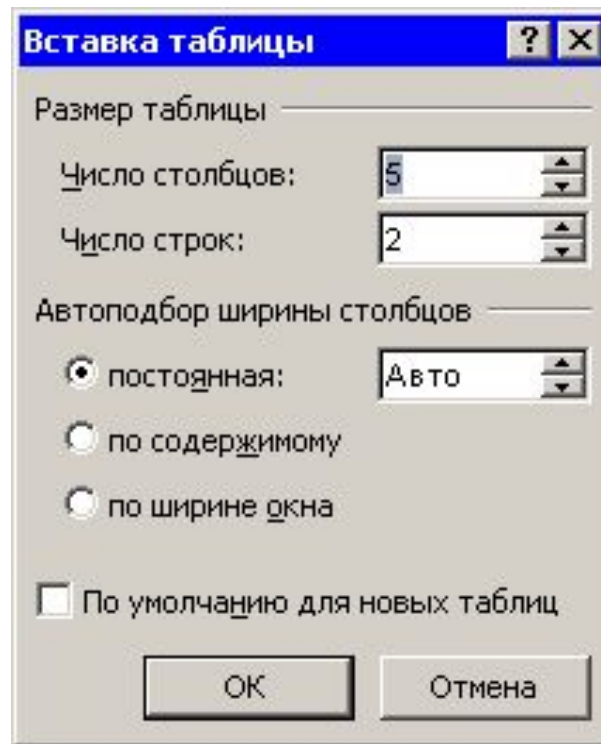 Вставка таблицы
Размер таблицы
Число столбцов: 5
Число строк: 2
Автоподбор ширины столбцов
постоянная: Авто
по содержимому
по ширине окна
По умолчанию для новых таблиц
ОК Отмена